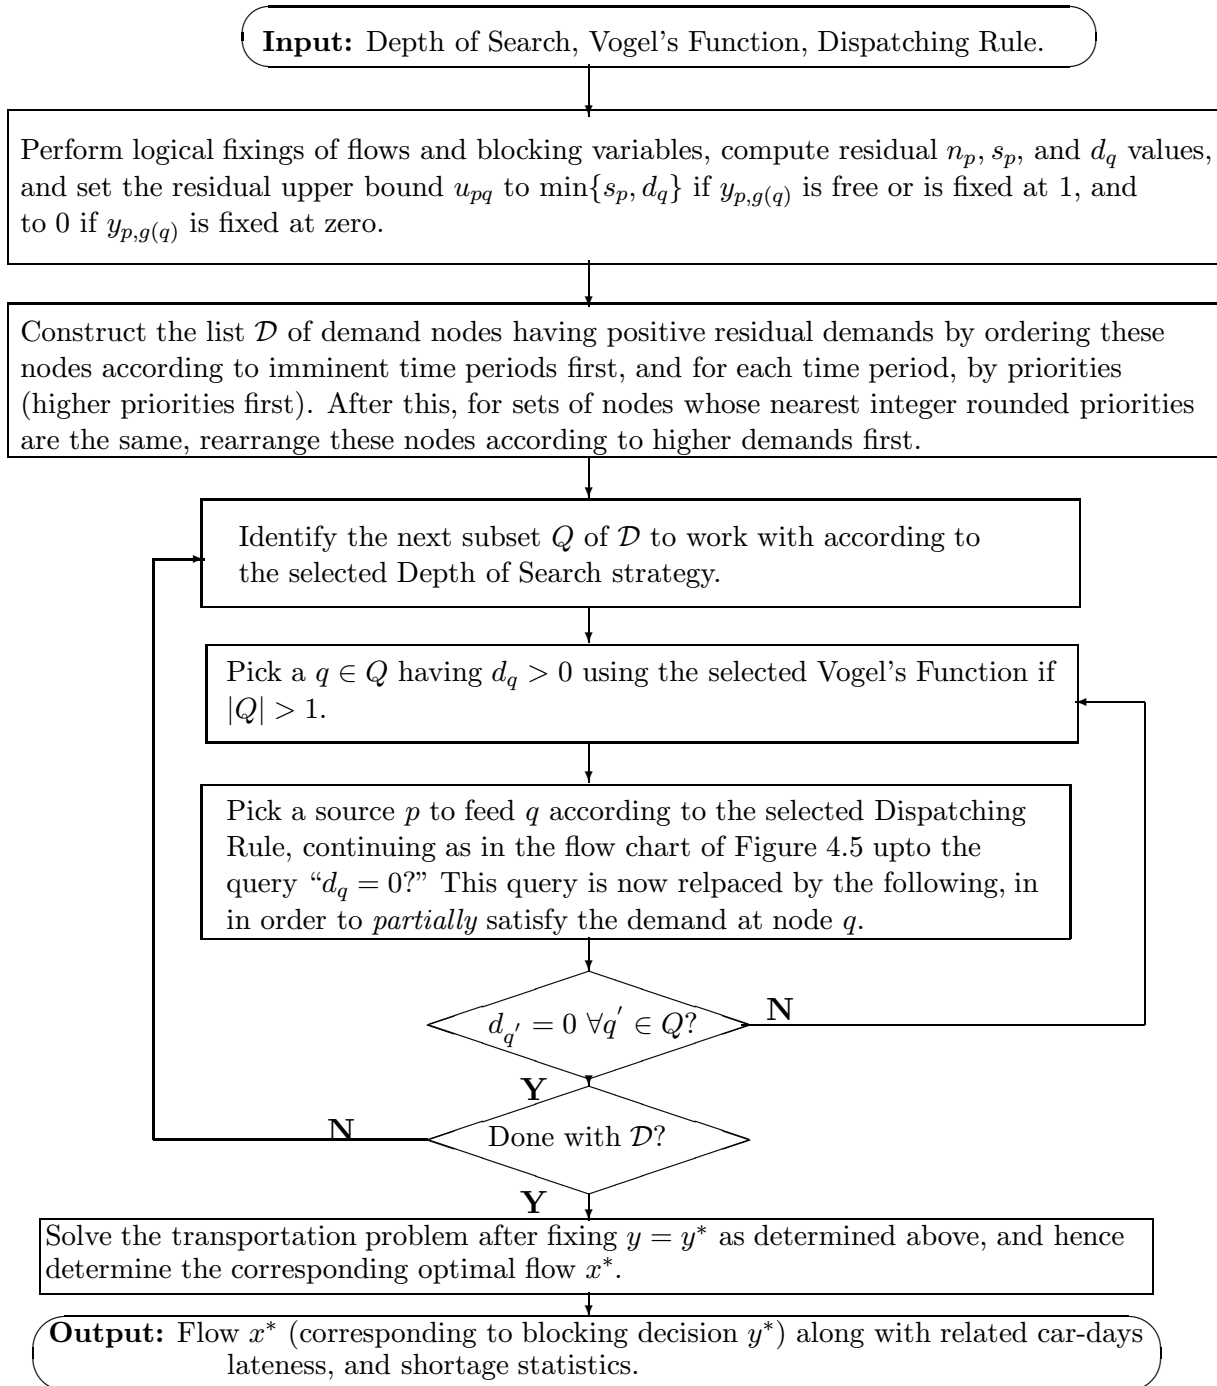 Input: Depth of Search, Vogel's Function, Dispatching Rule.
Perform logical fixings of flows and blocking variables, compute residual n_p, s_p, and d_q values,
and set the residual upper bound u_{pq} to min{s_p, d_q} if y_{p,g(q)} is free or is fixed at 1, and
to 0 if y_{p,g(q)} is fixed at zero.
Construct the list 𝒟 of demand nodes having positive residual demands by ordering these
nodes according to imminent time periods first, and for each time period, by priorities
(higher priorities first). After this, for sets of nodes whose nearest integer rounded priorities
are the same, rearrange these nodes according to higher demands first.
Identify the next subset Q of 𝒟 to work with according to
the selected Depth of Search strategy.
Pick a q ∈ Q having d_q > 0 using the selected Vogel's Function if
|Q| > 1.
Pick a source p to feed q according to the selected Dispatching
Rule, continuing as in the flow chart of Figure 4.5 upto the
query “d_q = 0?” This query is now relpaced by the following, in
in order to partially satisfy the demand at node q.
d_{q'} = 0 ∀q' ∈ Q?
N
Y
Done with 𝒟?
N
Y
Solve the transportation problem after fixing y = y* as determined above, and hence
determine the corresponding optimal flow x*.
Output: Flow x* (corresponding to blocking decision y*) along with related car-days
lateness, and shortage statistics.